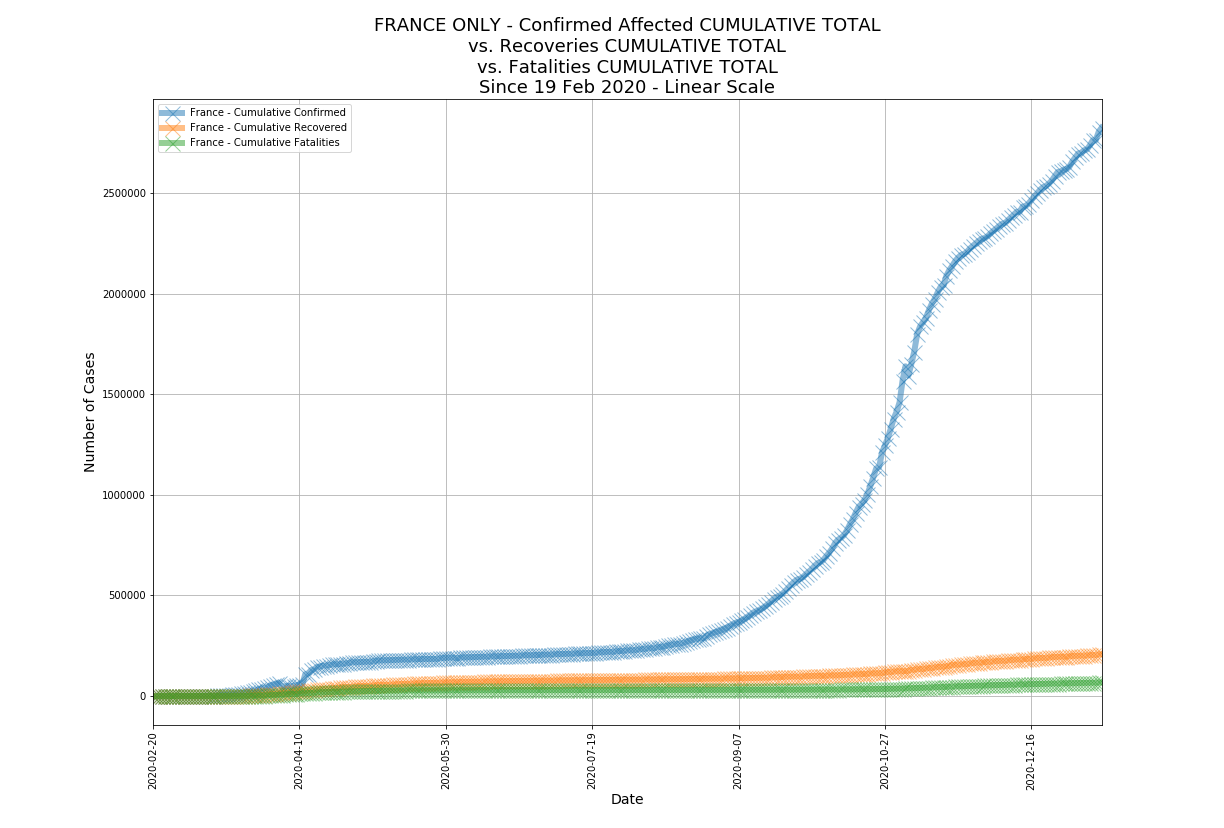 FRANCE ONLY - Confirmed Affected CUMULATIVE TOTAL
vs. Recoveries CUMULATIVE TOTAL
vs. Fatalities CUMULATIVE TOTAL
Since 19 Feb 2020 - Linear Scale
France - Cumulative Confirmed
France - Cumulative Recovered
France - Cumulative Fatalities
Number of Cases
2500000
2000000
1500000
1000000
500000
0
2020-02-20
2020-04-10
2020-05-30
2020-07-19
2020-09-07
2020-10-27
2020-12-16
Date